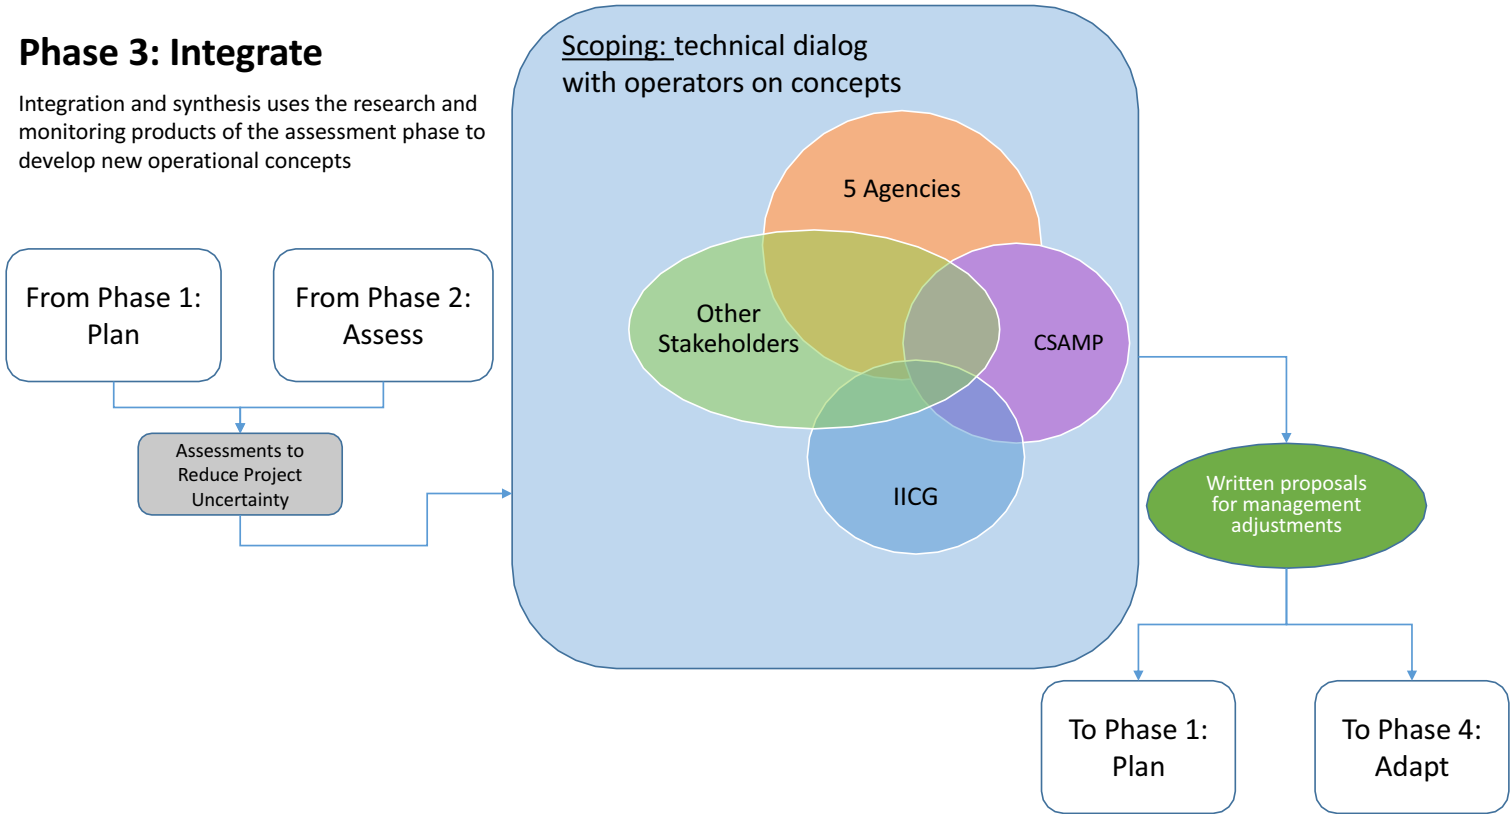 Phase 3: Integrate
Integration and synthesis uses the research and
monitoring products of the assessment phase to
develop new operational concepts
Scoping: technical dialog
with operators on concepts
5 Agencies
Other
Stakeholders
CSAMP
IICG
From Phase 1:
Plan
From Phase 2:
Assess
Assessments to
Reduce Project
Uncertainty
Written proposals
for management
adjustments
To Phase 1:
Plan
To Phase 4:
Adapt